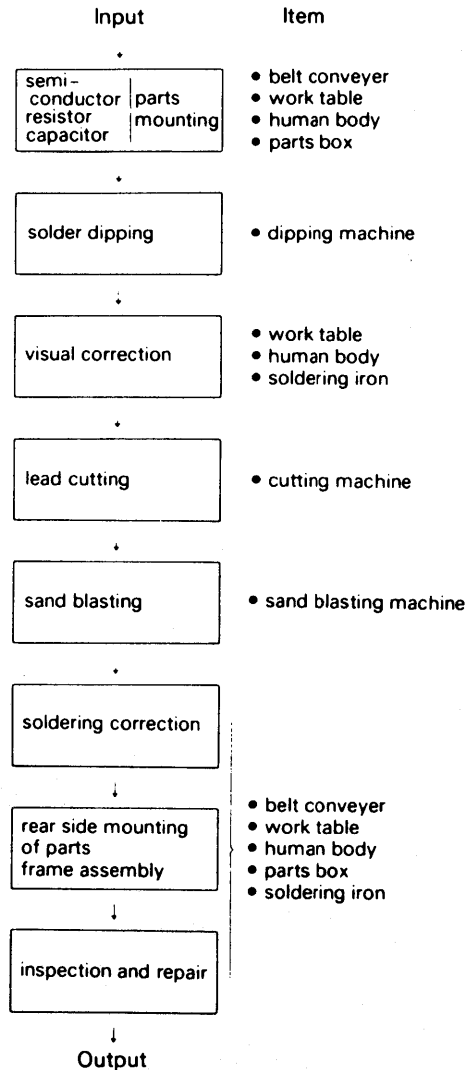 Input Item
semi-
conductor
resistor
capacitor
parts
mounting
• belt conveyer
• work table
• human body
• parts box
solder dipping
• dipping machine
visual correction
• work table
• human body
• soldering iron
lead cutting
• cutting machine
sand blasting
• sand blasting machine
soldering correction
rear side mounting
of parts
frame assembly
inspection and repair
• belt conveyer
• work table
• human body
• parts box
• soldering iron
Output